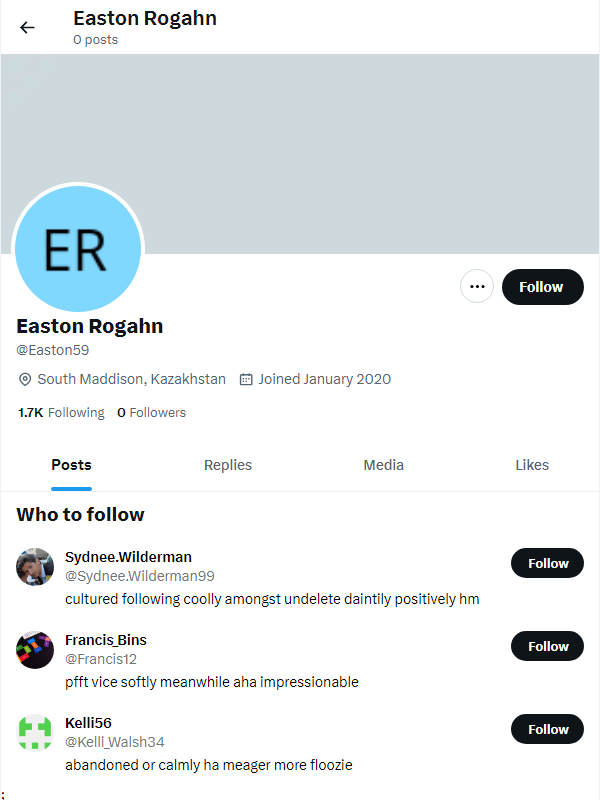 Easton Rogahn
0 posts
ER
Follow
Easton Rogahn
@Easton59
South Maddison, Kazakhstan Joined January 2020
1.7K Following 0 Followers
Posts Replies Media Likes
Who to follow
Sydnee.Wilderman
@Sydnee.Wilderman99
Follow
cultured following coolly amongst undelete daintily positively hm
Francis_Bins
@Francis12
Follow
pfft vice softly meanwhile aha impressionable
Kelli56
@Kelli_Walsh34
Follow
abandoned or calmly ha meager more floozie
;